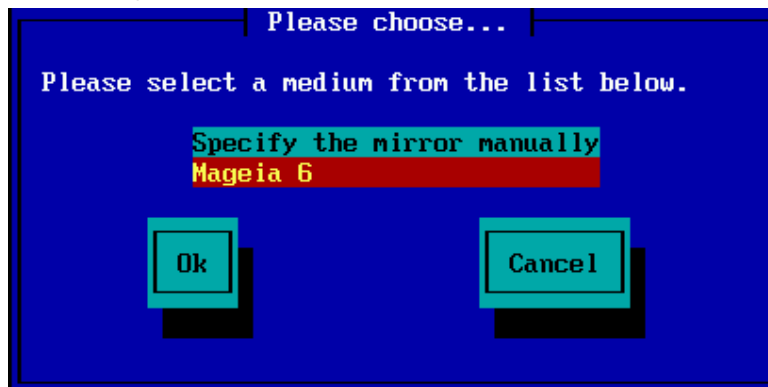 Please choose...
Please select a medium from the list below.
Specify the mirror manually
Mageia 6
Ok Cancel